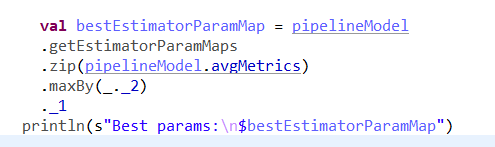 val bestEstimatorParamMap = pipelineModel
.getEstimatorParamMaps
.zip(pipelineModel.avgMetrics)
.maxBy(_._2)
._1
println(s"Best params:\n$bestEstimatorParamMap")